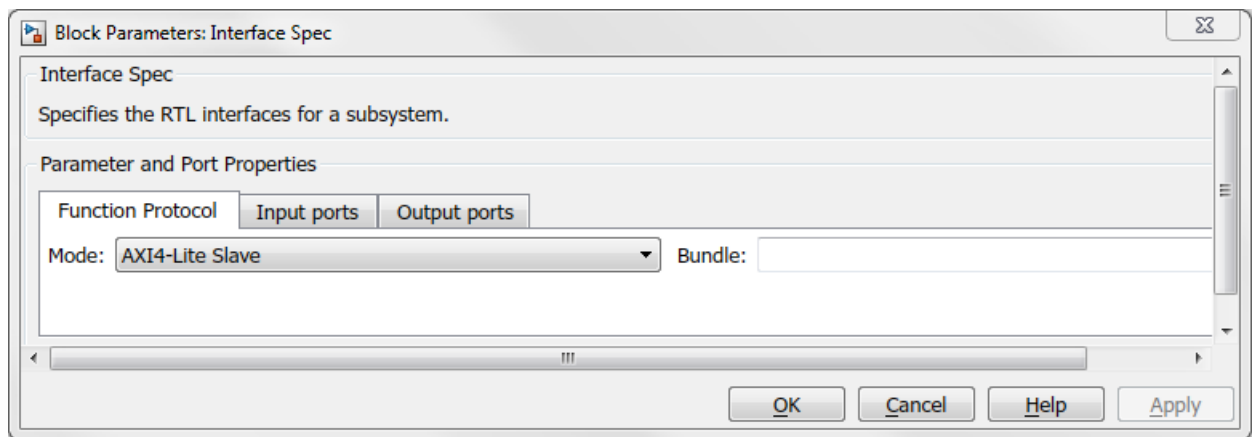 Block Parameters: Interface Spec
Interface Spec
Specifies the RTL interfaces for a subsystem.
Parameter and Port Properties
Function Protocol Input ports Output ports
Mode: AXI4-Lite Slave Bundle:
OK Cancel Help Apply